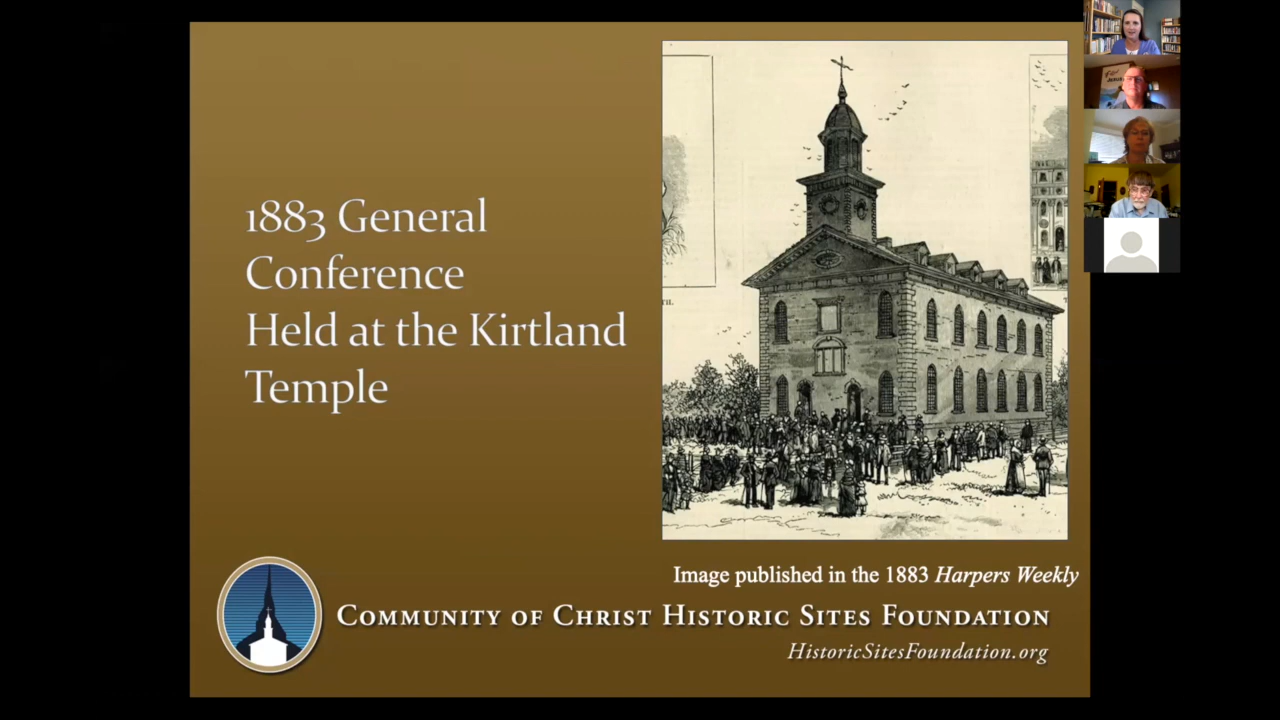 1883 General
Conference
Held at the Kirtland
Temple
Image published in the 1883 Harpers Weekly
COMMUNITY OF CHRIST HISTORIC SITES FOUNDATION
HistoricSitesFoundation.org